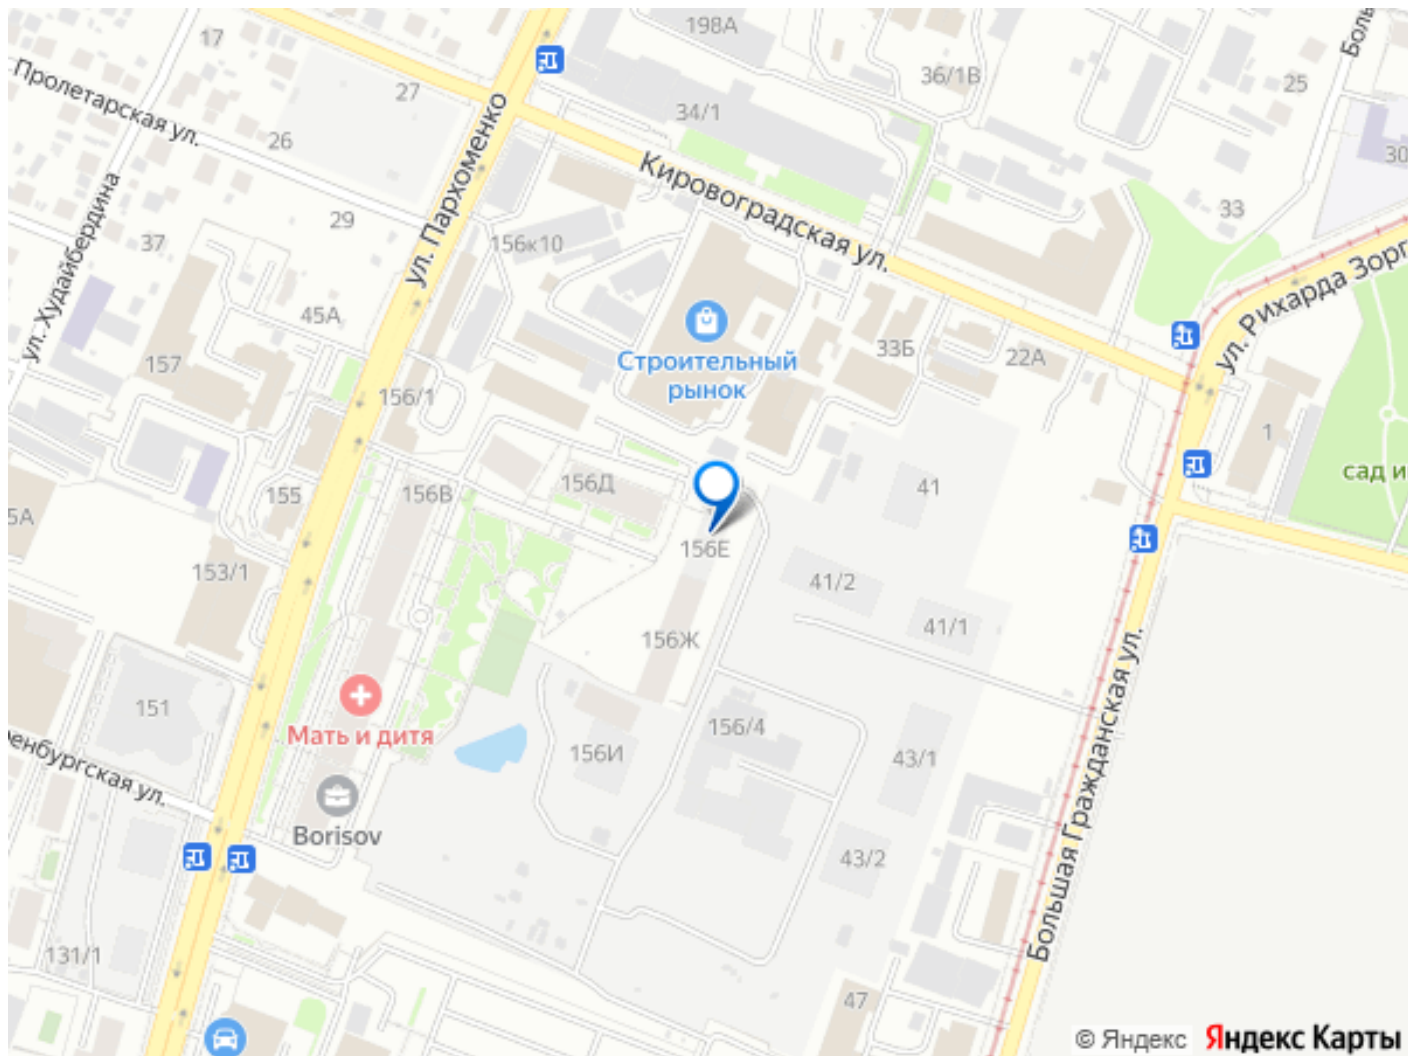 198А
Боль
17
36/1В
25
27
34/1
Пролетарская ул.
26
30
ул. Пархоменко
Кировоградская ул.
29
33
ул. Худайбердина
37
156к10
ул. Рихарда Зорг
45А
33Б
22А
157
Строительный
рынок
156/1
1
сад и
155
156В
156Д
41
5А
156Е
153/1
41/2
41/1
156Ж
151
Мать и дитя
156/4
156И
43/1
енбургская ул.
Borisov
43/2
Большая Гражданская ул.
131/1
47
© Яндекс Яндекс Карты